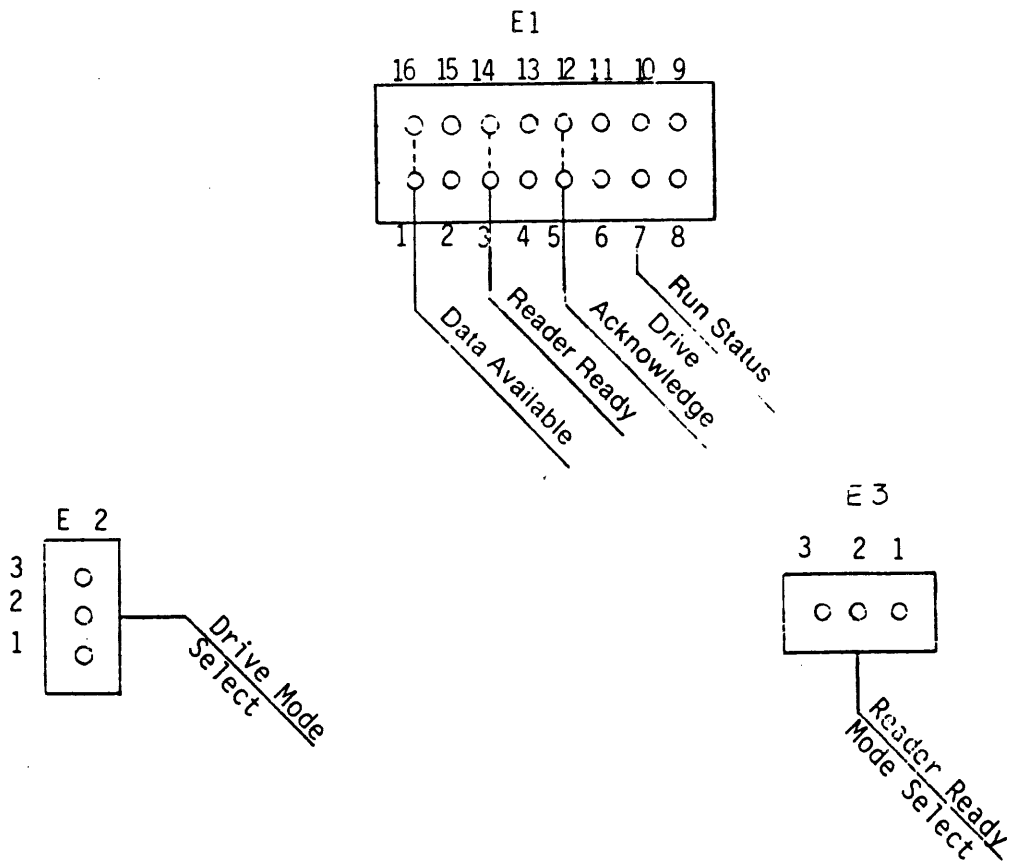 E1
16 15 14 13 12 11 10 9
1 2 3 4 5 6 7 8
Data Available
Reader Ready
Drive
Acknowledge
Run Status
E 2
3
2
1
Drive Mode
Select
E3
3 2 1
Reader Ready
Mode Select